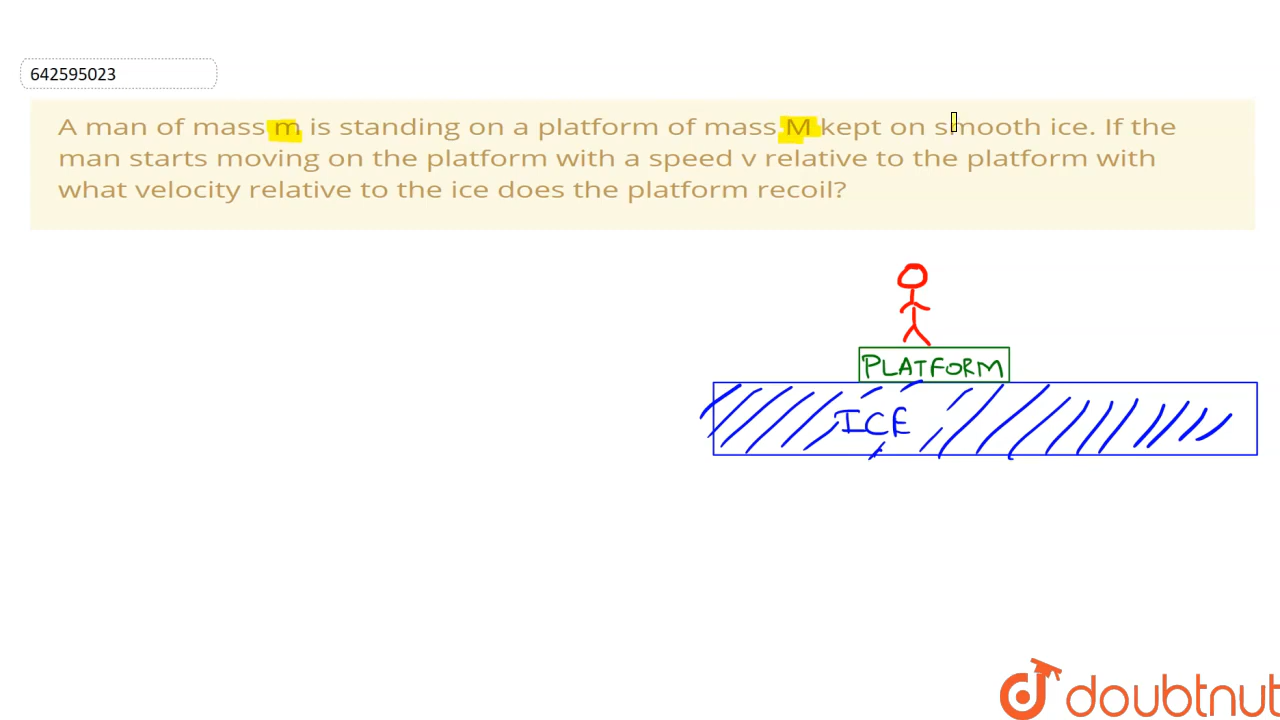 642595023
A man of mass m is standing on a platform of mass M kept on smooth ice. If the
man starts moving on the platform with a speed v relative to the platform with
what velocity relative to the ice does the platform recoil?
PLATFORM
ICE
doubtnut